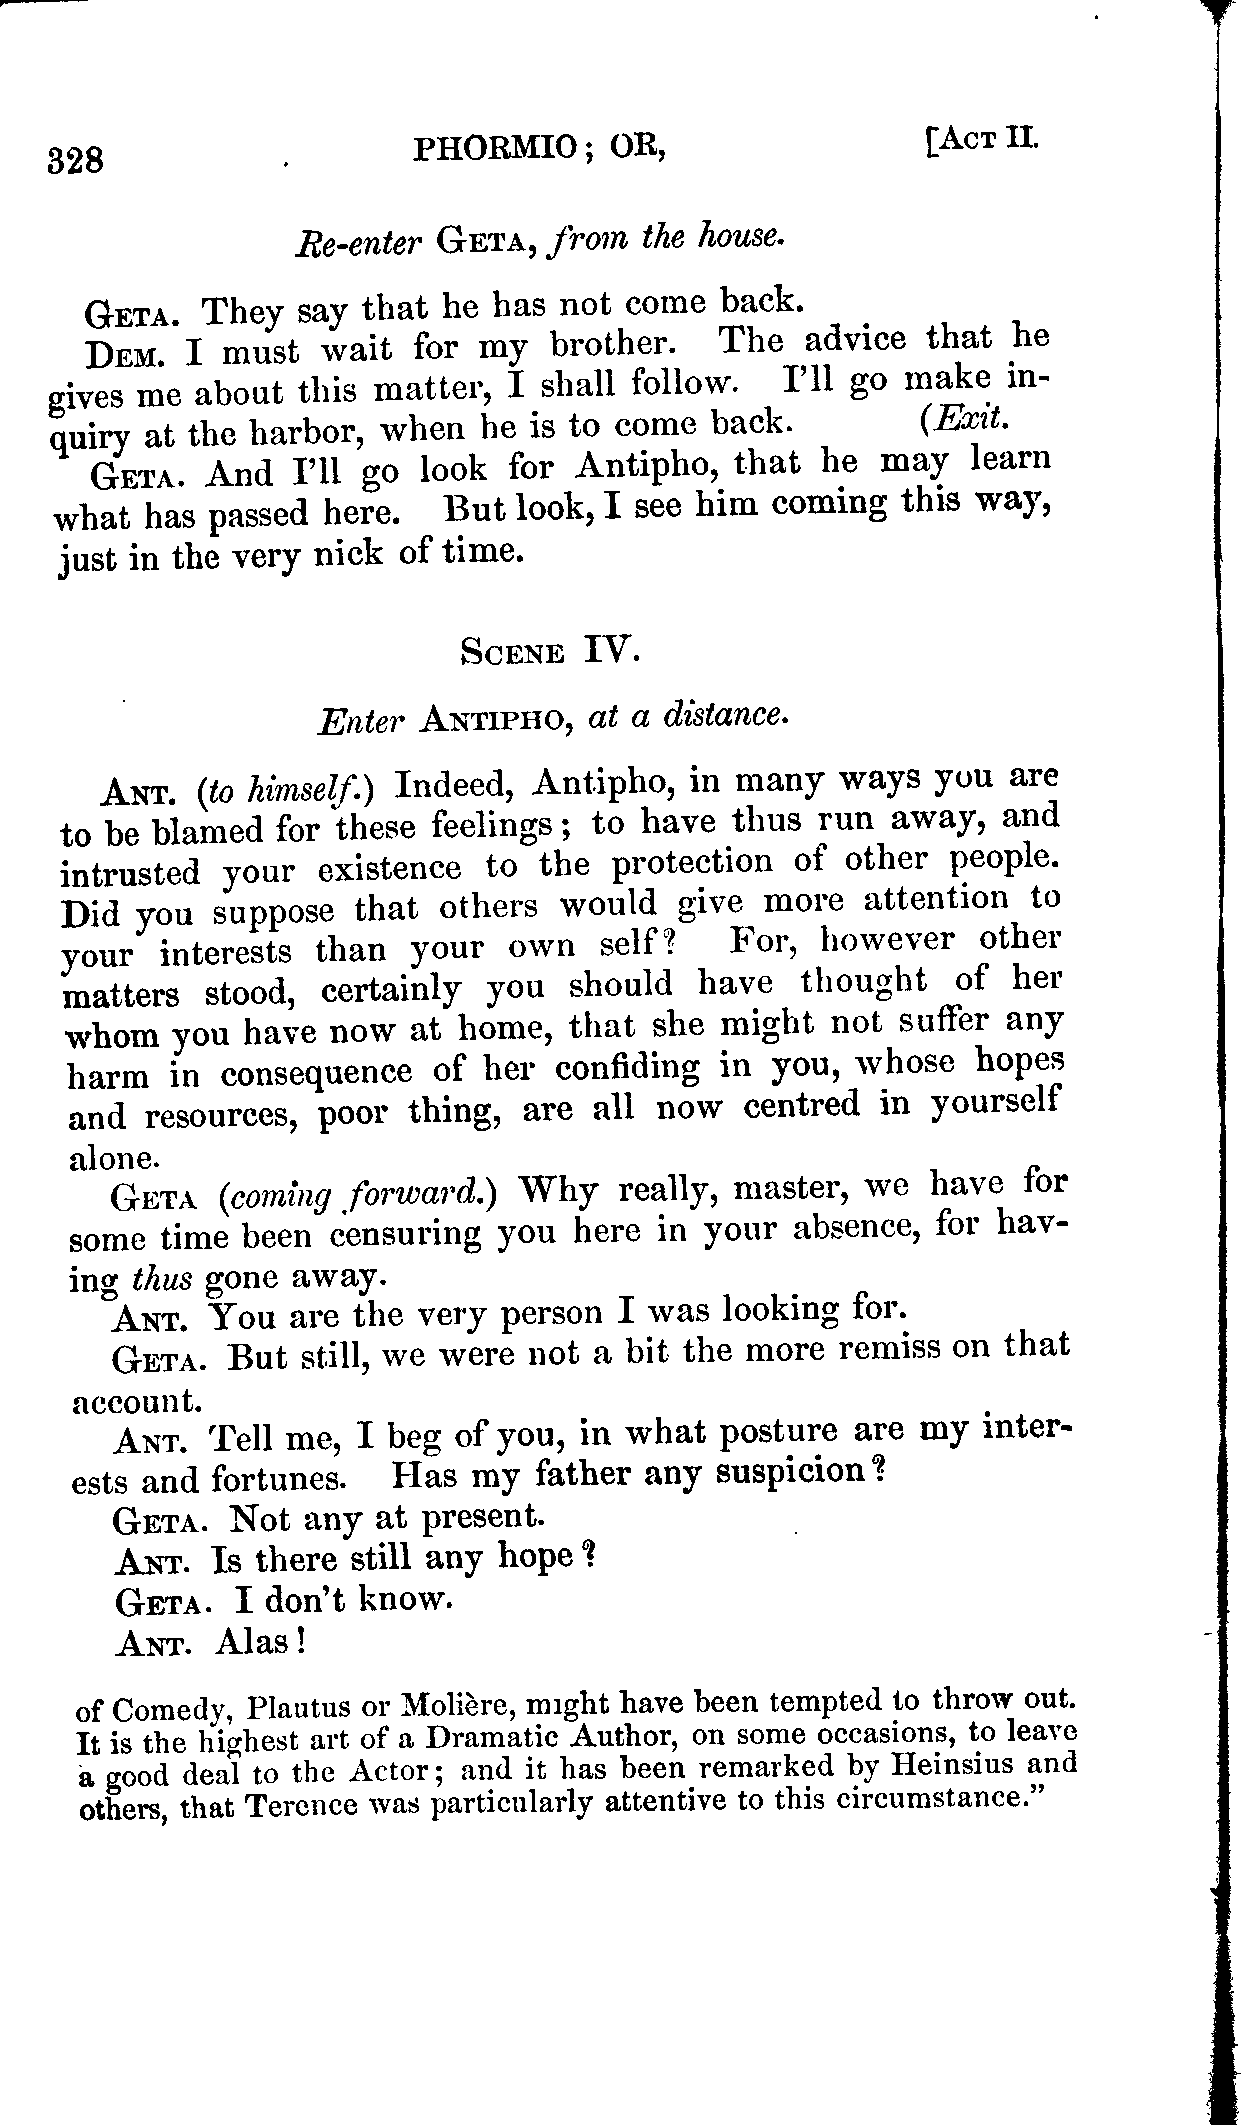 328 PHORMIO; OR, [ACT II.
Re-enter GETA, from the house.
GETA. They say that he has not come back.
DEM. I must wait for my brother. The advice that he
gives me about this matter, I shall follow. I'll go make in-
quiry at the harbor, when he is to come back. (Exit.
GETA. And I'll go look for Antipho, that he may learn
what has passed here. But look, I see him coming this way,
just in the very nick of time.
SCENE IV.
Enter ANTIPHO, at a distance.
ANT. (to himself.) Indeed, Antipho, in many ways you are
to be blamed for these feelings; to have thus run away, and
intrusted your existence to the protection of other people.
Did you suppose that others would give more attention to
your interests than your own self? For, however other
matters stood, certainly you should have thought of her
whom you have now at home, that she might not suffer any
harm in consequence of her confiding in you, whose hopes
and resources, poor thing, are all now centred in yourself
alone.
GETA (coming forward.) Why really, master, we have for
some time been censuring you here in your absence, for hav-
ing thus gone away.
ANT. You are the very person I was looking for.
GETA. But still, we were not a bit the more remiss on that
account.
ANT. Tell me, I beg of you, in what posture are my inter-
ests and fortunes. Has my father any suspicion?
GETA. Not any at present.
ANT. Is there still any hope?
GETA. I don't know.
ANT. Alas!
of Comedy, Plautus or Molière, might have been tempted to throw out.
It is the highest art of a Dramatic Author, on some occasions, to leave
a good deal to the Actor; and it has been remarked by Heinsius and
others, that Terence was particularly attentive to this circumstance."